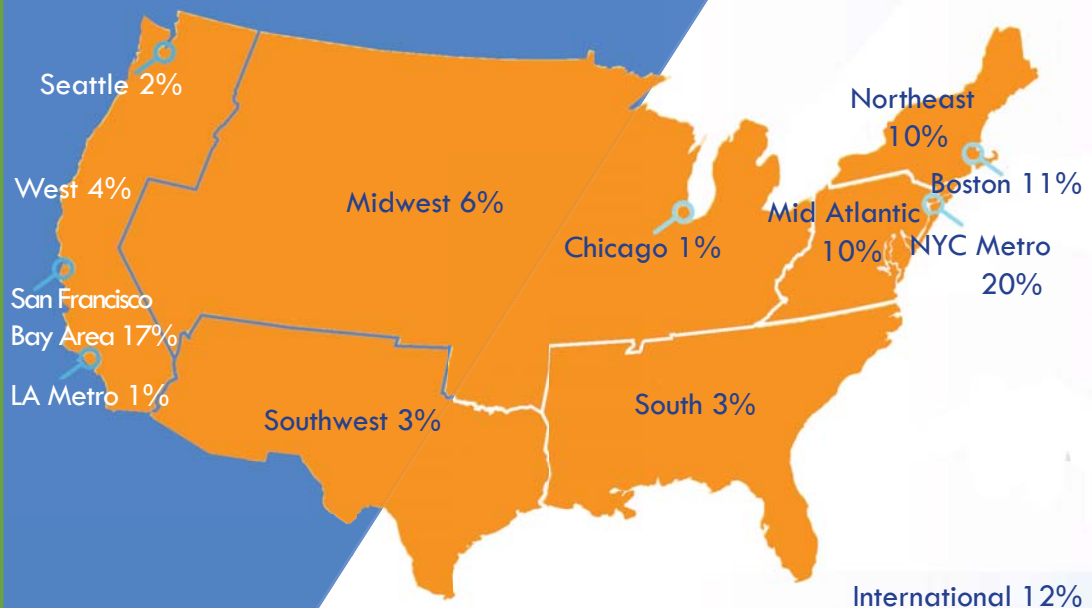 Seattle 2%
West 4%
San Francisco
Bay Area 17%
LA Metro 1%
Midwest 6%
Southwest 3%
Chicago 1%
South 3%
Northeast
10%
Boston 11%
Mid Atlantic
10%
NYC Metro
20%
International 12%